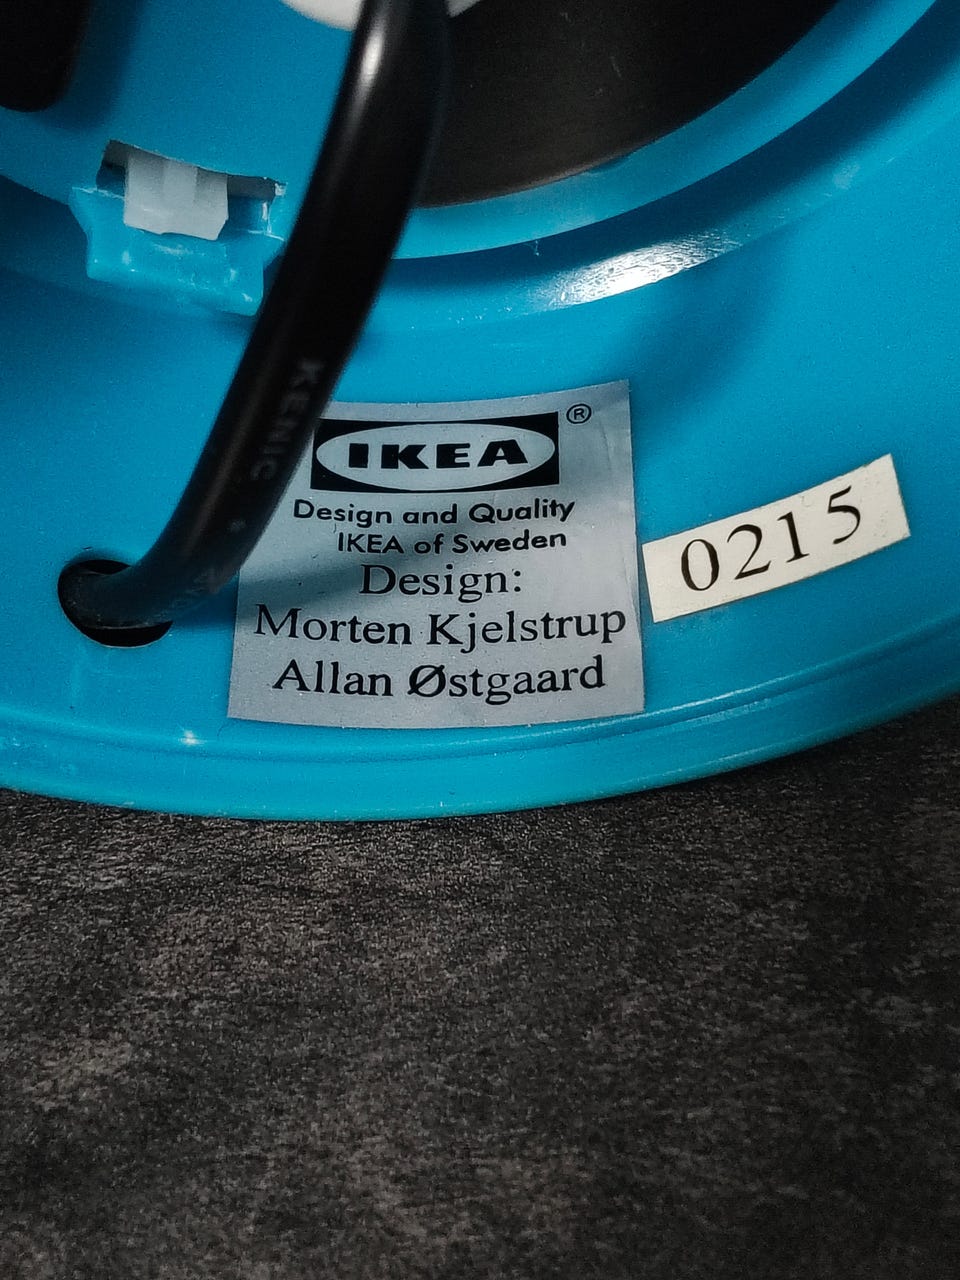 KENIC
IKEA®
Design and Quality
IKEA of Sweden
Design:
Morten Kjelstrup
Allan Østgaard
0215